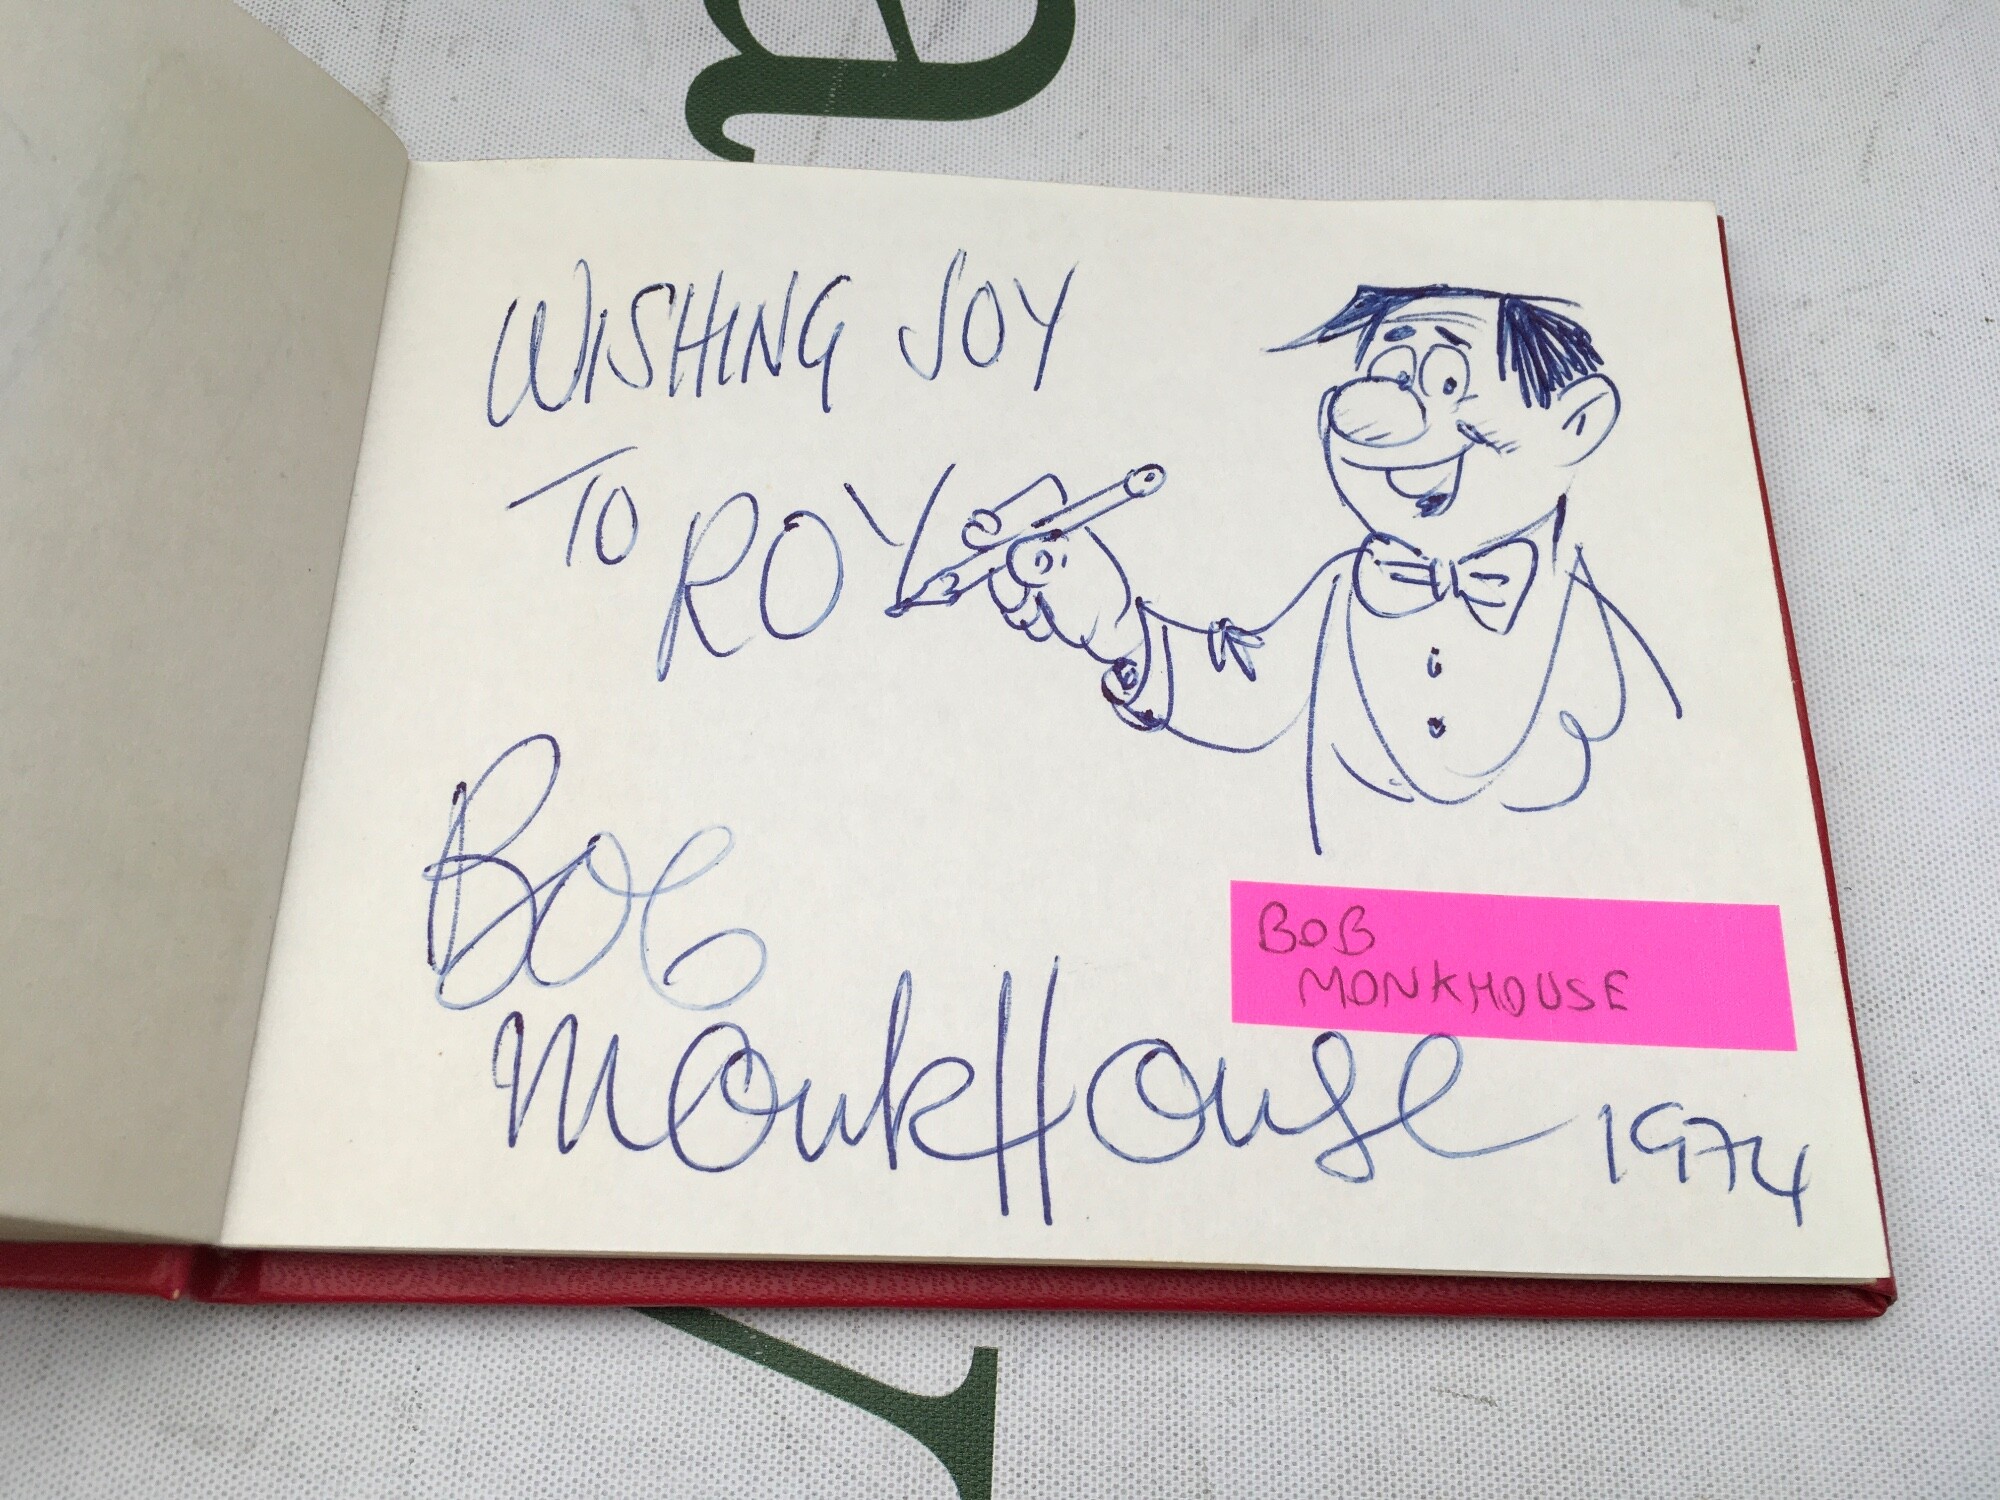 a
WISHING JOY
TO ROY
Bob
MonkHouse 1974
BOB
MONKHOUSE
y